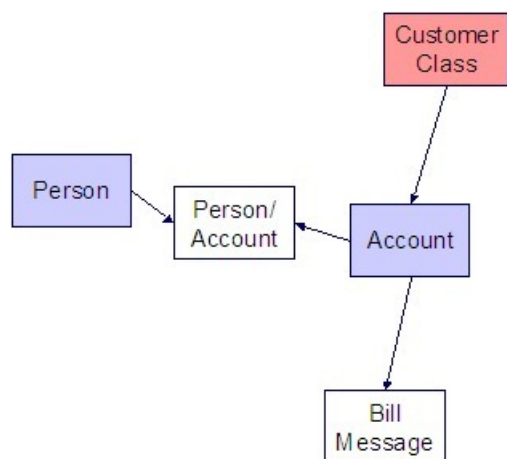 Customer
Class
Person
Person/
Account
Account
Bill
Message